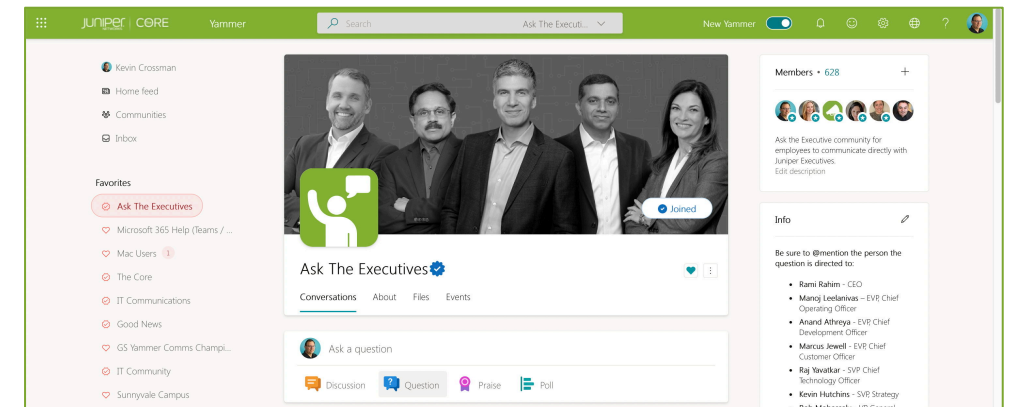 JUNIPER NETWORKS | CORE
Yammer
Search
Ask The Executi...
New Yammer
?
Kevin Crossman
Home feed
Communities
Inbox
Favorites
Ask The Executives
Microsoft 365 Help (Teams / ...
Mac Users 1
The Core
IT Communications
Good News
GS Yammer Comms Champi...
IT Community
Sunnyvale Campus
Joined
Ask The Executives
Conversations About Files Events
Ask a question
Discussion Question Praise Poll
Members • 628
Ask the Executive community for
employees to communicate directly with
Juniper Executives.
Edit description
Info
Be sure to @mention the person the
question is directed to:
• Rami Rahim - CEO
• Manoj Leelanivas – EVP, Chief
Operating Officer
• Anand Athreya - EVP, Chief
Development Officer
• Marcus Jewell - EVP, Chief
Customer Officer
• Raj Yavatkar - SVP Chief
Technology Officer
• Kevin Hutchins - SVP, Strategy